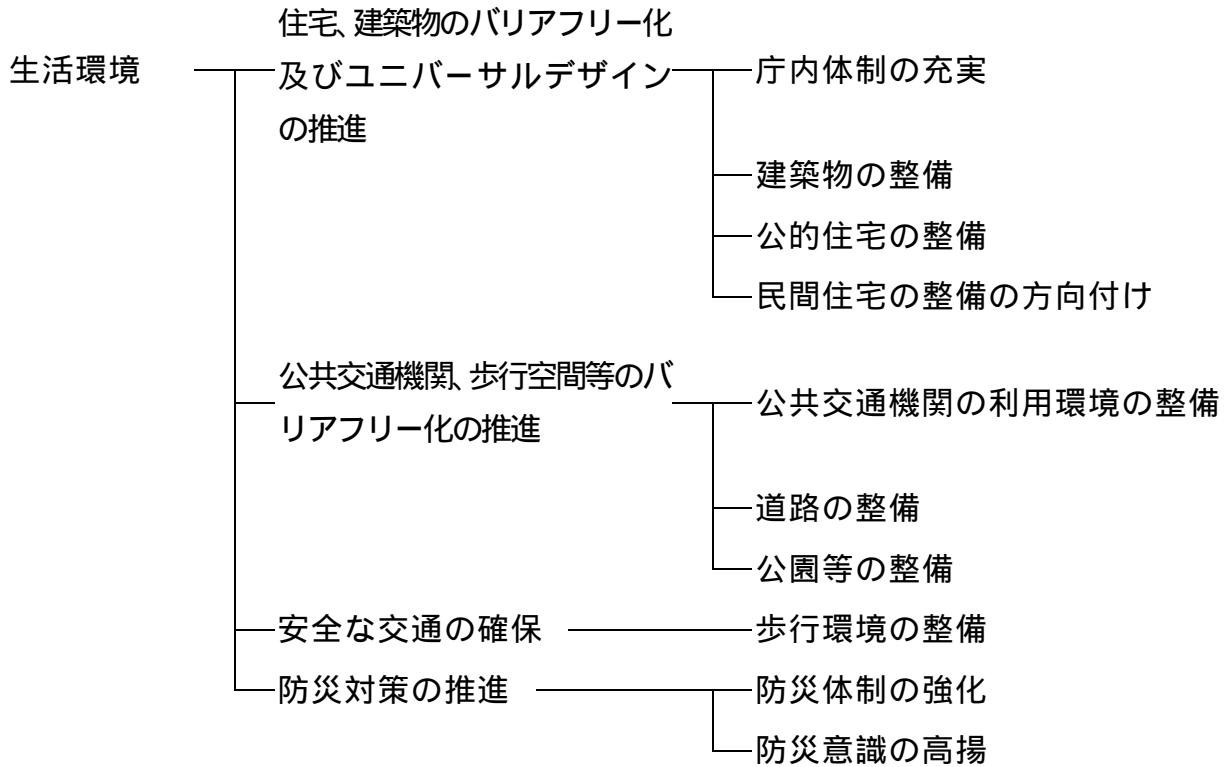 住宅、建築物のバリアフリー化
生活環境
及びユニバーサルデザイン
庁内体制の充実
の推進
建築物の整備
公的住宅の整備
民間住宅の整備の方向付け
公共交通機関、歩行空間等のバ
公共交通機関の利用環境の整備
リアフリー化の推進
道路の整備
公園等の整備
安全な交通の確保
歩行環境の整備
防災対策の推進
防災体制の強化
防災意識の高揚